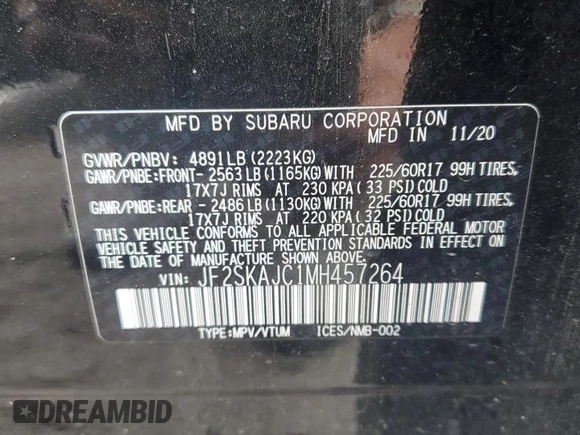 MFD BY SUBARU CORPORATION
MFD IN 11/20
GVWR/PNBV: 4891LB (2223KG)
GAWR/PNBE:FRONT- 2563LB (1165KG)WITH 225/60R17 99H TIRES,
17X7J RIMS AT 230 KPA (33 PSI)COLD
GAWR/PNBE:REAR - 2486LB (1130KG)WITH 225/60R17 99H TIRES,
17X7J RIMS AT 220 KPA (32 PSI)COLD
THIS VEHICLE CONFORMS TO ALL APPLICABLE FEDERAL MOTOR
VEHICLE SAFETY AND THEFT PREVENTION STANDARDS IN EFFECT
ON THE DATE OF MANUFACTURE SHOWN ABOVE.
VIN: JF2SKAJC1MH457264
TYPE:MPV/VTUM ICES/NMB-002
DREAMBID